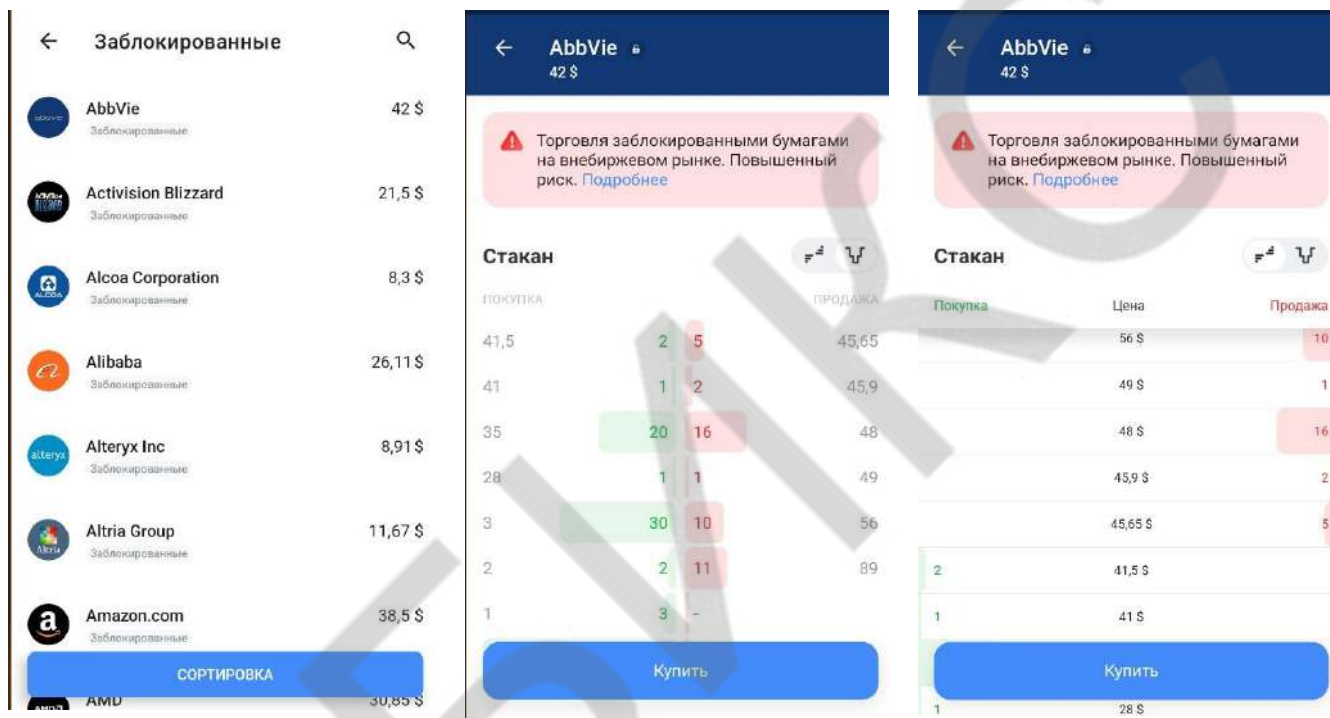 Заблокированные
AbbVie 42 $
Заблокированные
Activision Blizzard 21,5 $
Заблокированные
Alcoa Corporation 8,3 $
Заблокированные
Alibaba 26,11 $
Заблокированные
Alteryx Inc 8,91 $
Заблокированные
Altria Group 11,67 $
Заблокированные
Amazon.com 38,5 $
Заблокированные
СОРТИРОВКА
AMD 30,85 $
abbvie
ACTIVISION
BLIZZARD
ALCOA
alteryx
Altria
a
AbbVie
42 $
Торговля заблокированными бумагами
на внебиржевом рынке. Повышенный
риск. Подробнее
Стакан
ПОКУПКА ПРОДАЖА
41,5 2 5 45,65
41 1 2 45,9
35 20 16 48
28 1 1 49
3 30 10 56
2 2 11 89
1 3 -
Купить
AbbVie
42 $
Торговля заблокированными бумагами
на внебиржевом рынке. Повышенный
риск. Подробнее
Стакан
Покупка Цена Продажа
56 $ 10
49 $ 1
48 $ 16
45,9 $ 2
45,65 $ 5
2 41,5 $
1 41 $
Купить
1 28 $